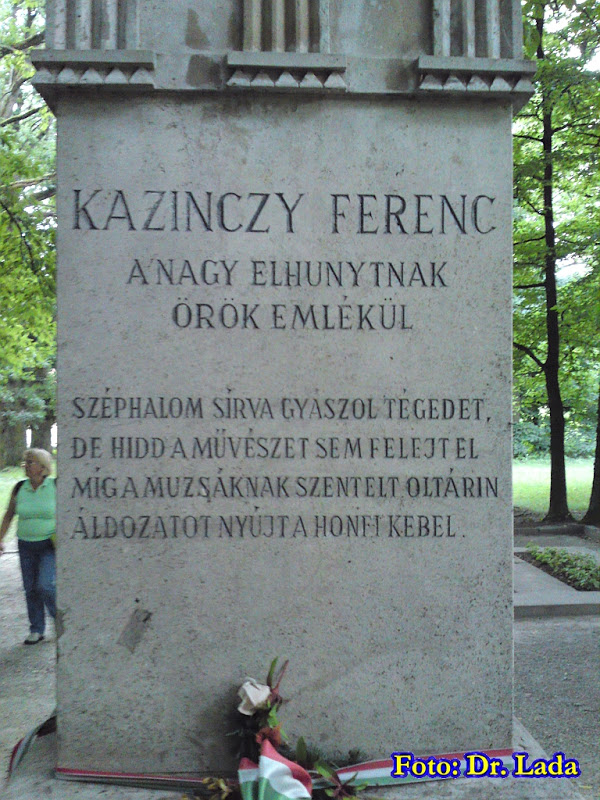 KAZINCZY FERENC
A NAGY ELHUNYTNAK
ÖRÖK EMLÉKÜL
SZÉPHALOM SÍRVA GYÁSZOL TÉGEDET,
DE HIDD A MŰVÉSZET SEM FELEJT EL
MÍG A MUZSÁKNAK SZENTELT OLTÁRIN
ÁLDOZATOT NYÚJT A HONFI KEBEL.
Foto: Dr. Lada